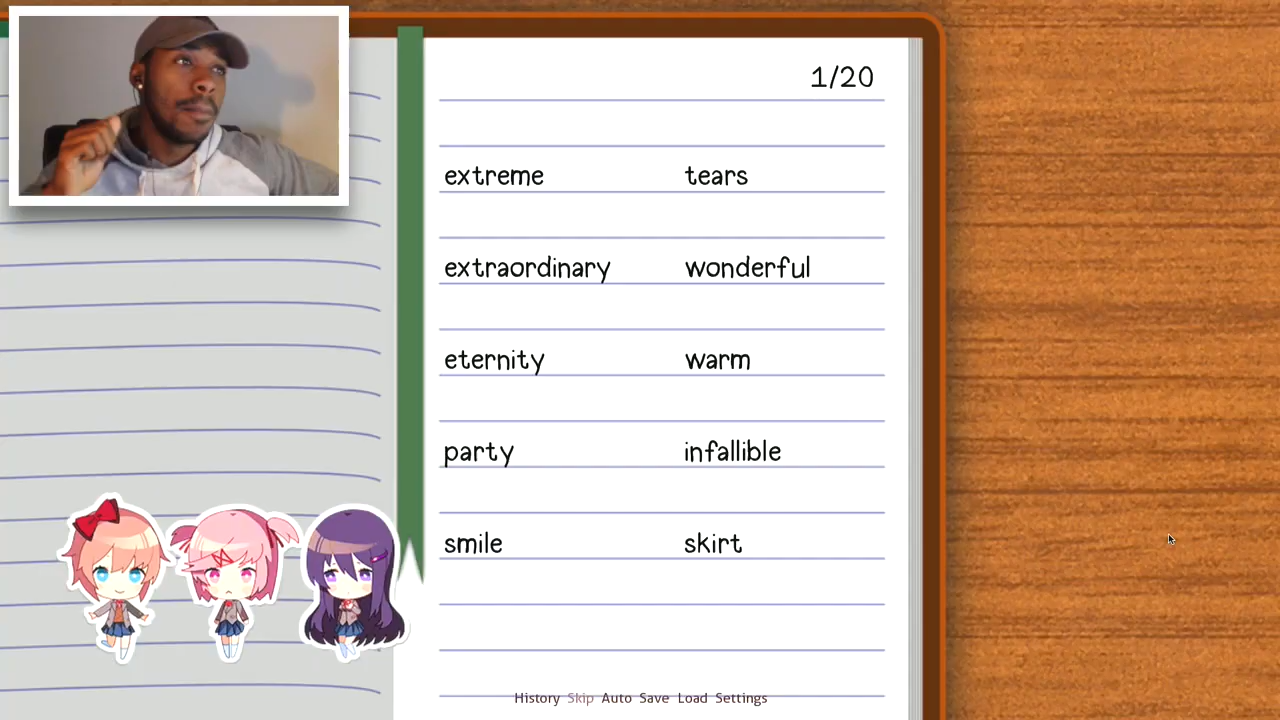 1/20
extreme tears
extraordinary wonderful
eternity warm
party infallible
smile skirt
History Skip Auto Save Load Settings